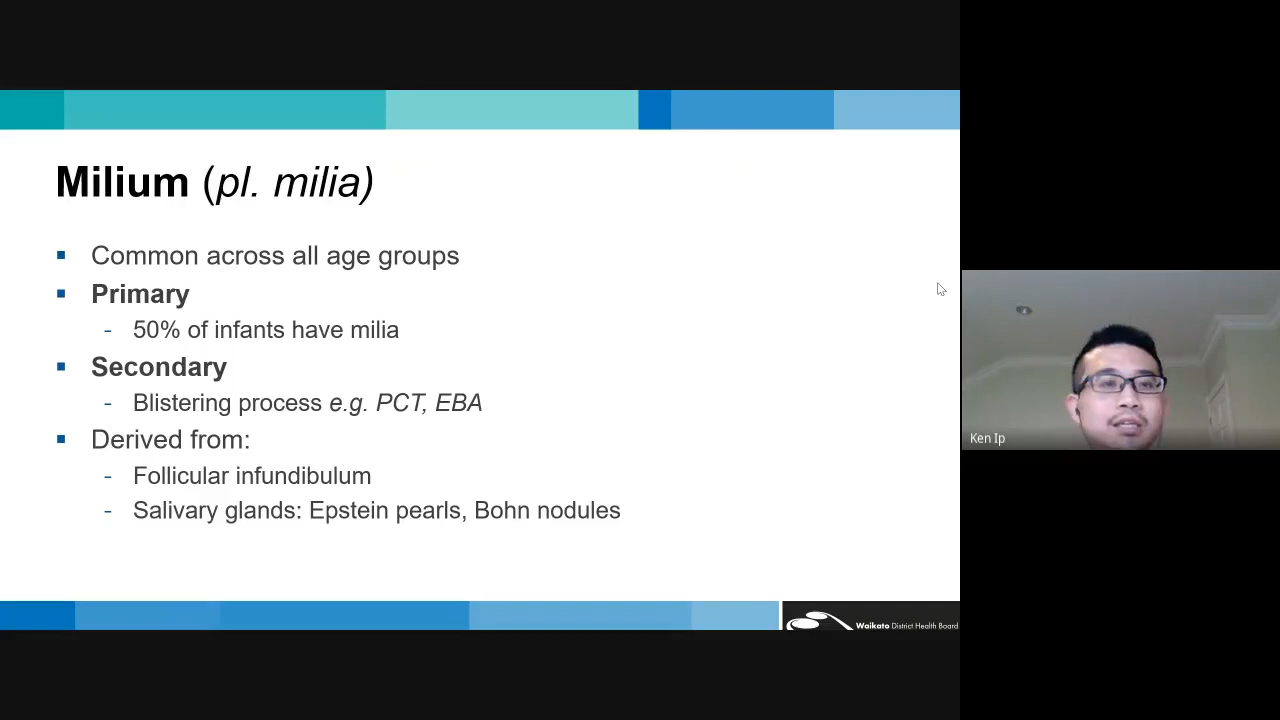 Milium (pl. milia)
Common across all age groups
Primary
- 50% of infants have milia
Secondary
- Blistering process e.g. PCT, EBA
Derived from:
- Follicular infundibulum
- Salivary glands: Epstein pearls, Bohn nodules
Waikato District Health Board
Ken Ip